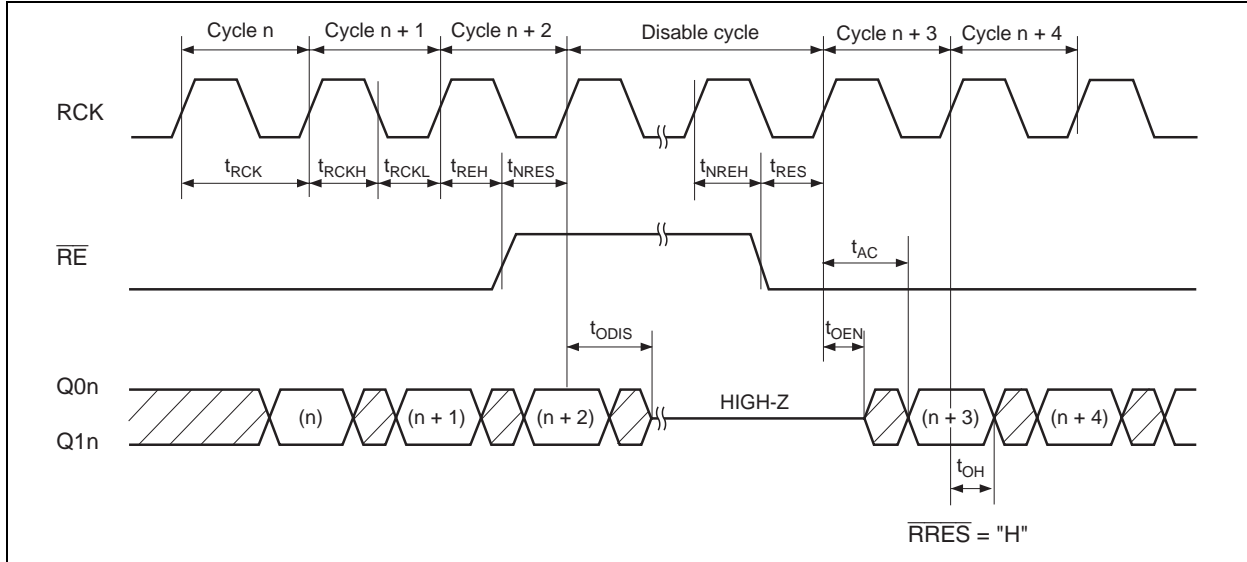 Cycle n Cycle n + 1 Cycle n + 2 Disable cycle Cycle n + 3 Cycle n + 4
RCK
tRCK tRCKH tRCKL tREH tNRES tNREH tRES
RE
tAC
tODIS tOEN
Q0n
HIGH-Z
(n) (n + 1) (n + 2) (n + 3) (n + 4)
Q1n
tOH
RRES = "H"